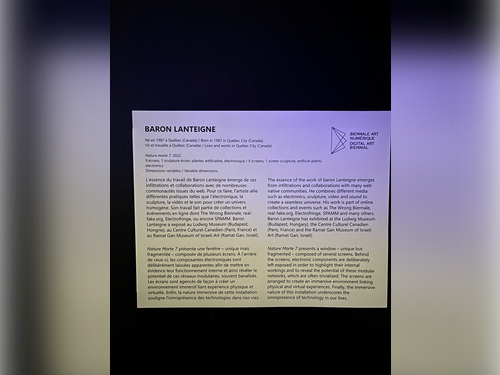 BARON LANTEIGNE
BIENNALE ART
NUMÉRIQUE
DIGITAL ART
BIENNIAL
Né en 1987 à Québec (Canada) / Born in 1987 in Quebec City (Canada)
Vit et travaille à Québec (Canada) / Lives and works in Quebec City (Canada)
Nature morte 7, 2022
9 écrans, 1 sculpture écran, plantes artificielles, électronique / 9 screens, 1 screen sculpture, artificial plants,
electronics
Dimensions variables / Variable dimensions
L'essence du travail de Baron Lanteigne émerge de ses
infiltrations et collaborations avec de nombreuses
communautés issues du web. Pour ce faire, l'artiste allie
différentes pratiques telles que l'électronique, la
sculpture, la vidéo et le son pour créer un univers
homogène. Son travail fait partie de collections et
événements en ligne dont The Wrong Biennale, real-
fake.org, Electrofringe, ou encore SPAMM. Baron
Lanteigne a exposé au Ludwig Museum (Budapest,
Hongrie), au Centre Culturel Canadien (Paris, France) et
au Ramat Gan Museum of Israeli Art (Ramat Gan, Israël).
Nature Morte 7 présente une fenêtre – unique mais
fragmentée – composée de plusieurs écrans. À l'arrière
de ceux-ci, les composantes électroniques sont
délibérément laissées apparentes afin de mettre en
évidence leur fonctionnement interne et ainsi révéler le
potentiel de ces réseaux modulaires, souvent banalisés.
Les écrans sont agencés de façon à créer un
environnement immersif liant expérience physique et
virtuelle. Enfin, la nature immersive de cette installation
souligne l'omniprésence des technologies dans nos vies.
The essence of the work of baron Lanteigne emerges
from infiltrations and collaborations with many web
native communities. He combines different media
such as electronics, sculpture, video and sound to
create a seamless universe. His work is part of online
collections and events such as The Wrong Biennale,
real-fake.org, Electrofringe, SPAMM and many others.
Baron Lanteigne has exhibited at the Ludwig Museum
(Budapest, Hungary), the Centre Culturel Canadien
(Paris, France) and the Ramat Gan Museum of Israeli
Art (Ramat Gan, Israel).
Nature Morte 7 presents a window – unique but
fragmented – composed of several screens. Behind
the screens, electronic components are deliberately
left exposed in order to highlight their internal
workings and to reveal the potential of these modular
networks, which are often trivialized. The screens are
arranged to create an immersive environment linking
physical and virtual experiences. Finally, the immersive
nature of this installation underscores the
omnipresence of technology in our lives.